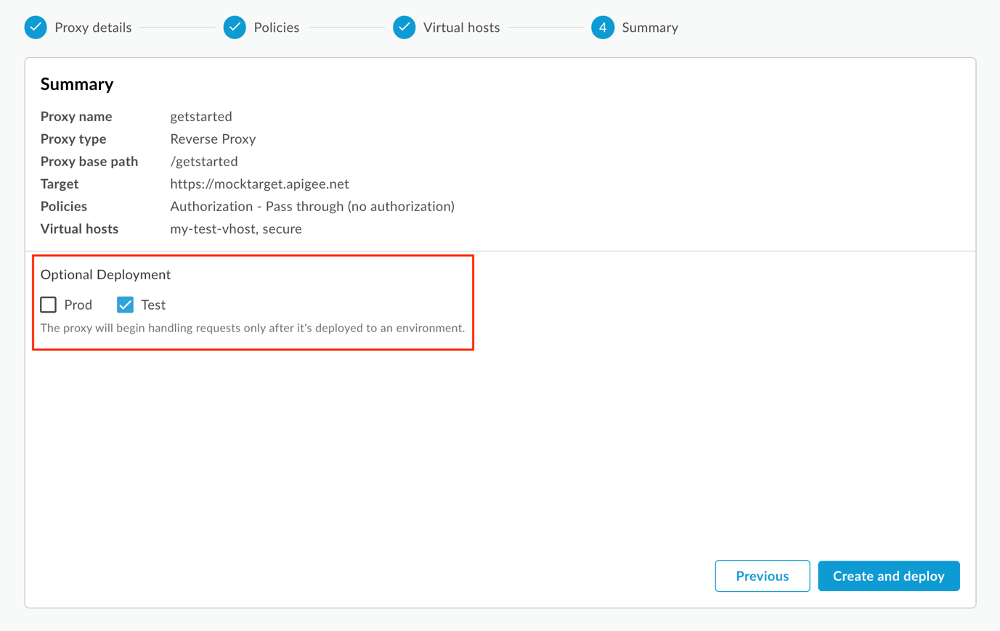 Proxy details Policies Virtual hosts 4 Summary
Summary
Proxy name getstarted
Proxy type Reverse Proxy
Proxy base path /getstarted
Target https://mocktarget.apigee.net
Policies Authorization - Pass through (no authorization)
Virtual hosts my-test-vhost, secure
Optional Deployment
Prod Test
The proxy will begin handling requests only after it's deployed to an environment.
Previous Create and deploy